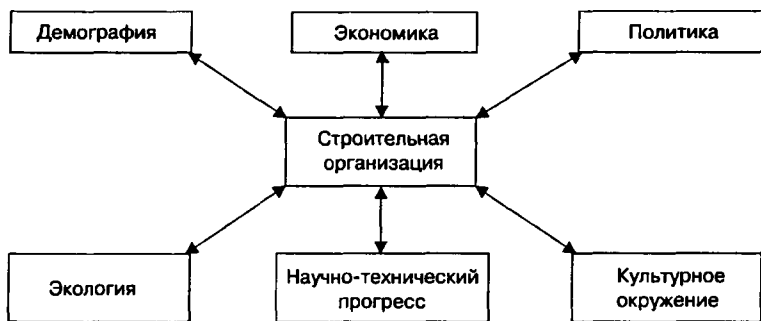 Демография
Экономика
Политика
Строительная
организация
Экология
Научно-технический
прогресс
Культурное
окружение